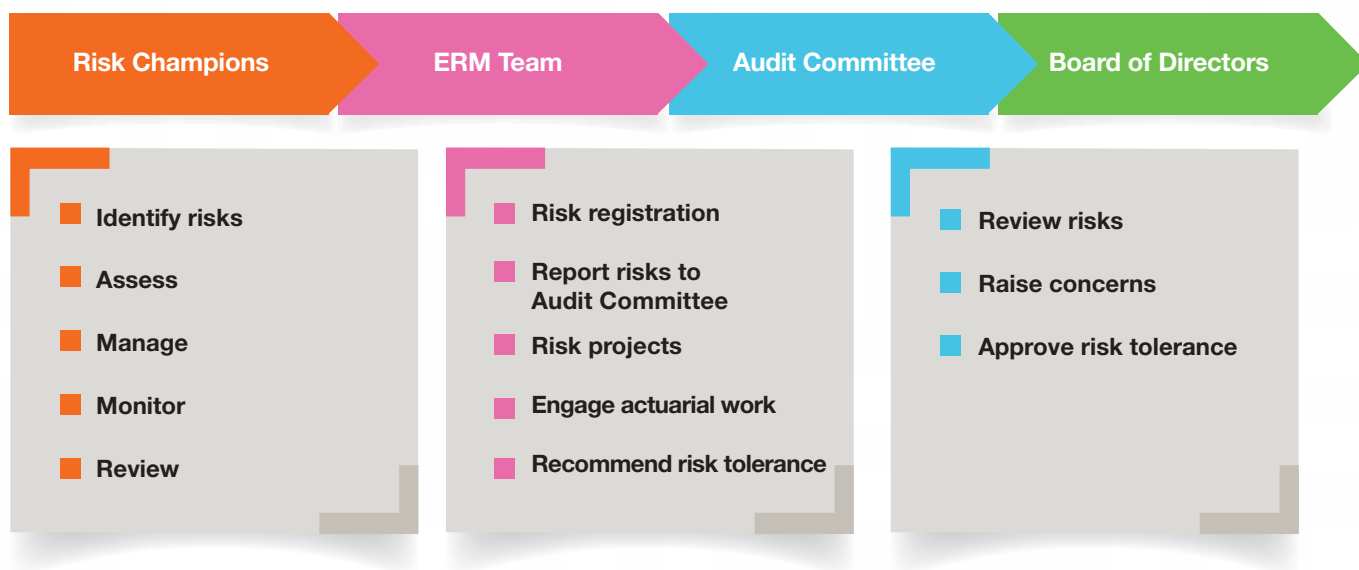 Risk Champions
ERM Team
Audit Committee
Board of Directors
Identify risks
Assess
Manage
Monitor
Review
Risk registration
Report risks to
Audit Committee
Risk projects
Engage actuarial work
Recommend risk tolerance
Review risks
Raise concerns
Approve risk tolerance